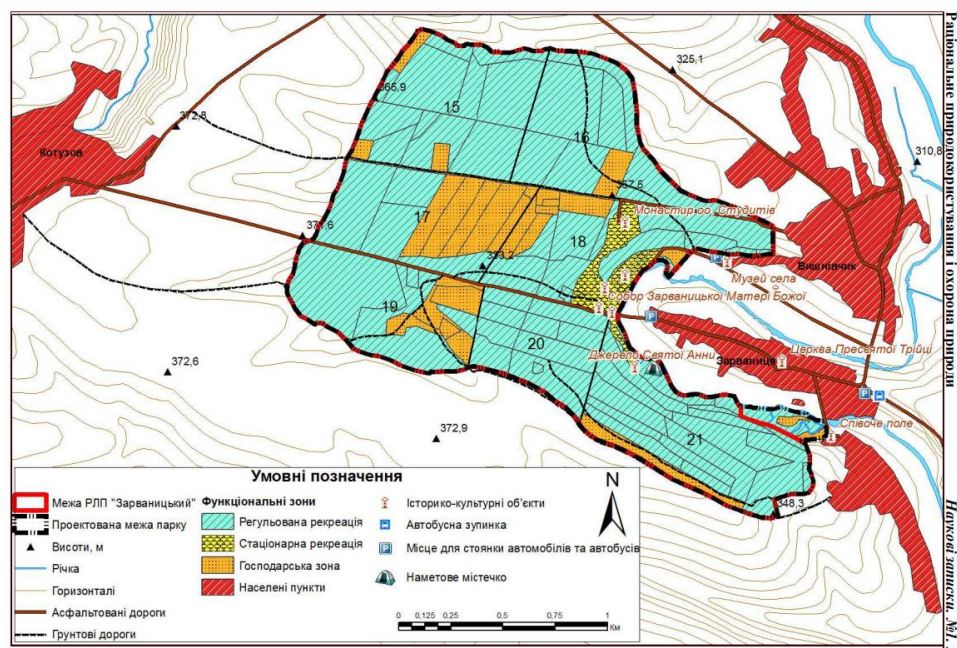 325,1
365,9
15
372,8
16
310,8
Котузов
357,5
17
Монастир оо. Студитів
18
Вишнівчик
Музей села
Собор Зарваницької Матері Божої
19
20
Церква Пресвятої Трійці
Джерело Святої Анни
Зарваниця
372,6
Співоче поле
372,9
21
348,3
Умовні позначення
Межа РЛП "Зарваницький"
Проектована межа парку
Висоти, м
Річка
Горизонталі
Асфальтовані дороги
Грунтові дороги
Функціональні зони
Регульована рекреація
Стаціонарна рекреація
Господарська зона
Населені пункти
Історико-культурні об'єкти
Автобусна зупинка
Місце для стоянки автомобілів та автобусів
Наметове містечко
N
0 0,125 0,25 0,5 0,75 1
Км
Раціональне природокористування і охорона природи
Наукові записки. №1.